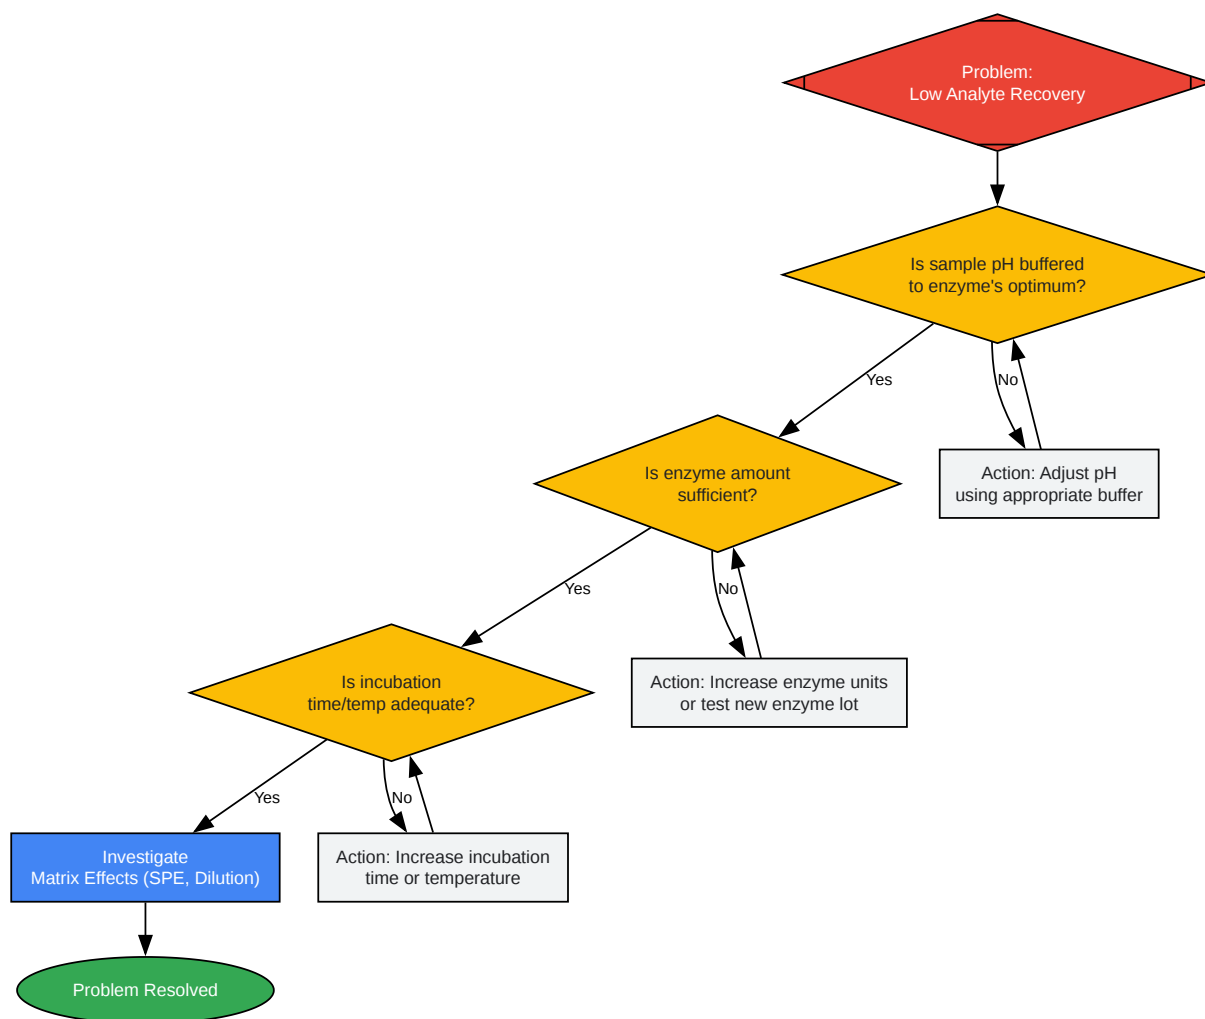 Problem:
Low Analyte Recovery
Is sample pH buffered
to enzyme's optimum?
Yes
No
Is enzyme amount
sufficient?
Action: Adjust pH
using appropriate buffer
Yes
No
Is incubation
time/temp adequate?
Action: Increase enzyme units
or test new enzyme lot
Yes
No
Investigate
Matrix Effects (SPE, Dilution)
Action: Increase incubation
time or temperature
Problem Resolved